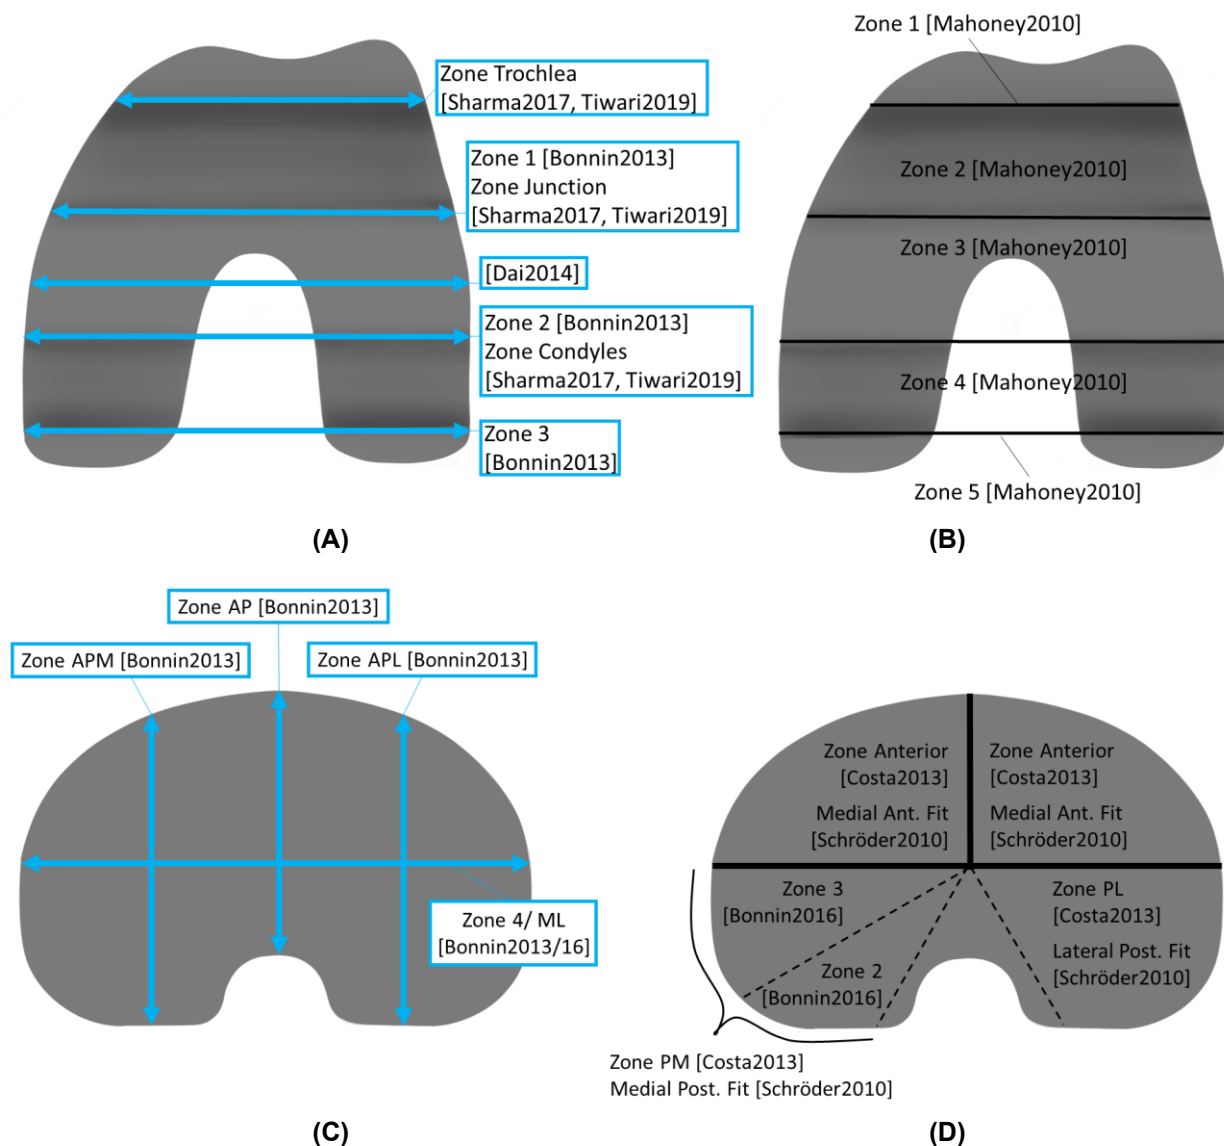 Zone Trochlea
[Sharma2017, Tiwari2019]
Zone 1 [Bonnin2013]
Zone Junction
[Sharma2017, Tiwari2019]
[Dai2014]
Zone 2 [Bonnin2013]
Zone Condyles
[Sharma2017, Tiwari2019]
Zone 3
[Bonnin2013]
(A)
Zone 1 [Mahoney2010]
Zone 2 [Mahoney2010]
Zone 3 [Mahoney2010]
Zone 4 [Mahoney2010]
Zone 5 [Mahoney2010]
(B)
Zone AP [Bonnin2013]
Zone APM [Bonnin2013]
Zone APL [Bonnin2013]
Zone 4/ ML
[Bonnin2013/16]
(C)
Zone Anterior
[Costa2013]
Medial Ant. Fit
[Schröder2010]
Zone Anterior
[Costa2013]
Medial Ant. Fit
[Schröder2010]
Zone 3
[Bonnin2016]
Zone 2
[Bonnin2016]
Zone PL
[Costa2013]
Lateral Post. Fit
[Schröder2010]
Zone PM [Costa2013]
Medial Post. Fit [Schröder2010]
(D)